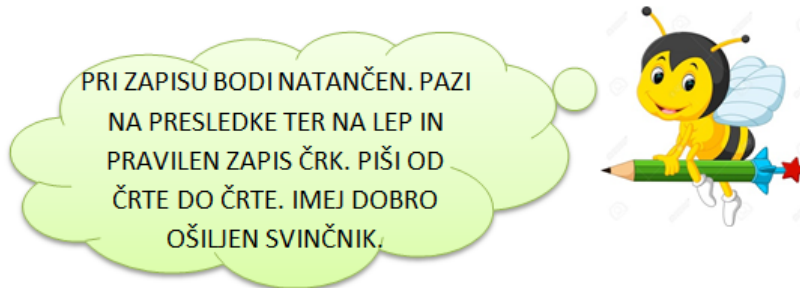 PRI ZAPISU BODI NATANČEN. PAZI
NA PRESLEDKE TER NA LEP IN
PRAVILEN ZAPIS ČRK. PIŠI OD
ČRTE DO ČRTE. IMEJ DOBRO
OŠILJEN SVINČNIK.